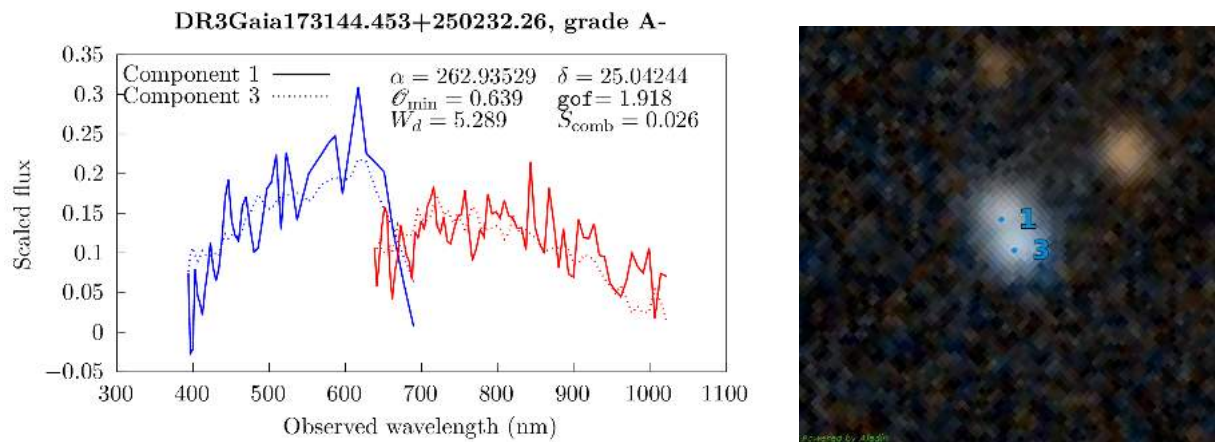 DR3Gaia173144.453+250232.26, grade A-
Component 1
Component 3
α = 262.93529 δ = 25.04244
𝒪min = 0.639 gof= 1.918
Wd = 5.289 Scomb = 0.026
Scaled flux
0.35
0.3
0.25
0.2
0.15
0.1
0.05
0
−0.05
300 400 500 600 700 800 900 1000 1100
Observed wavelength (nm)
1
3
Powered by Aladin